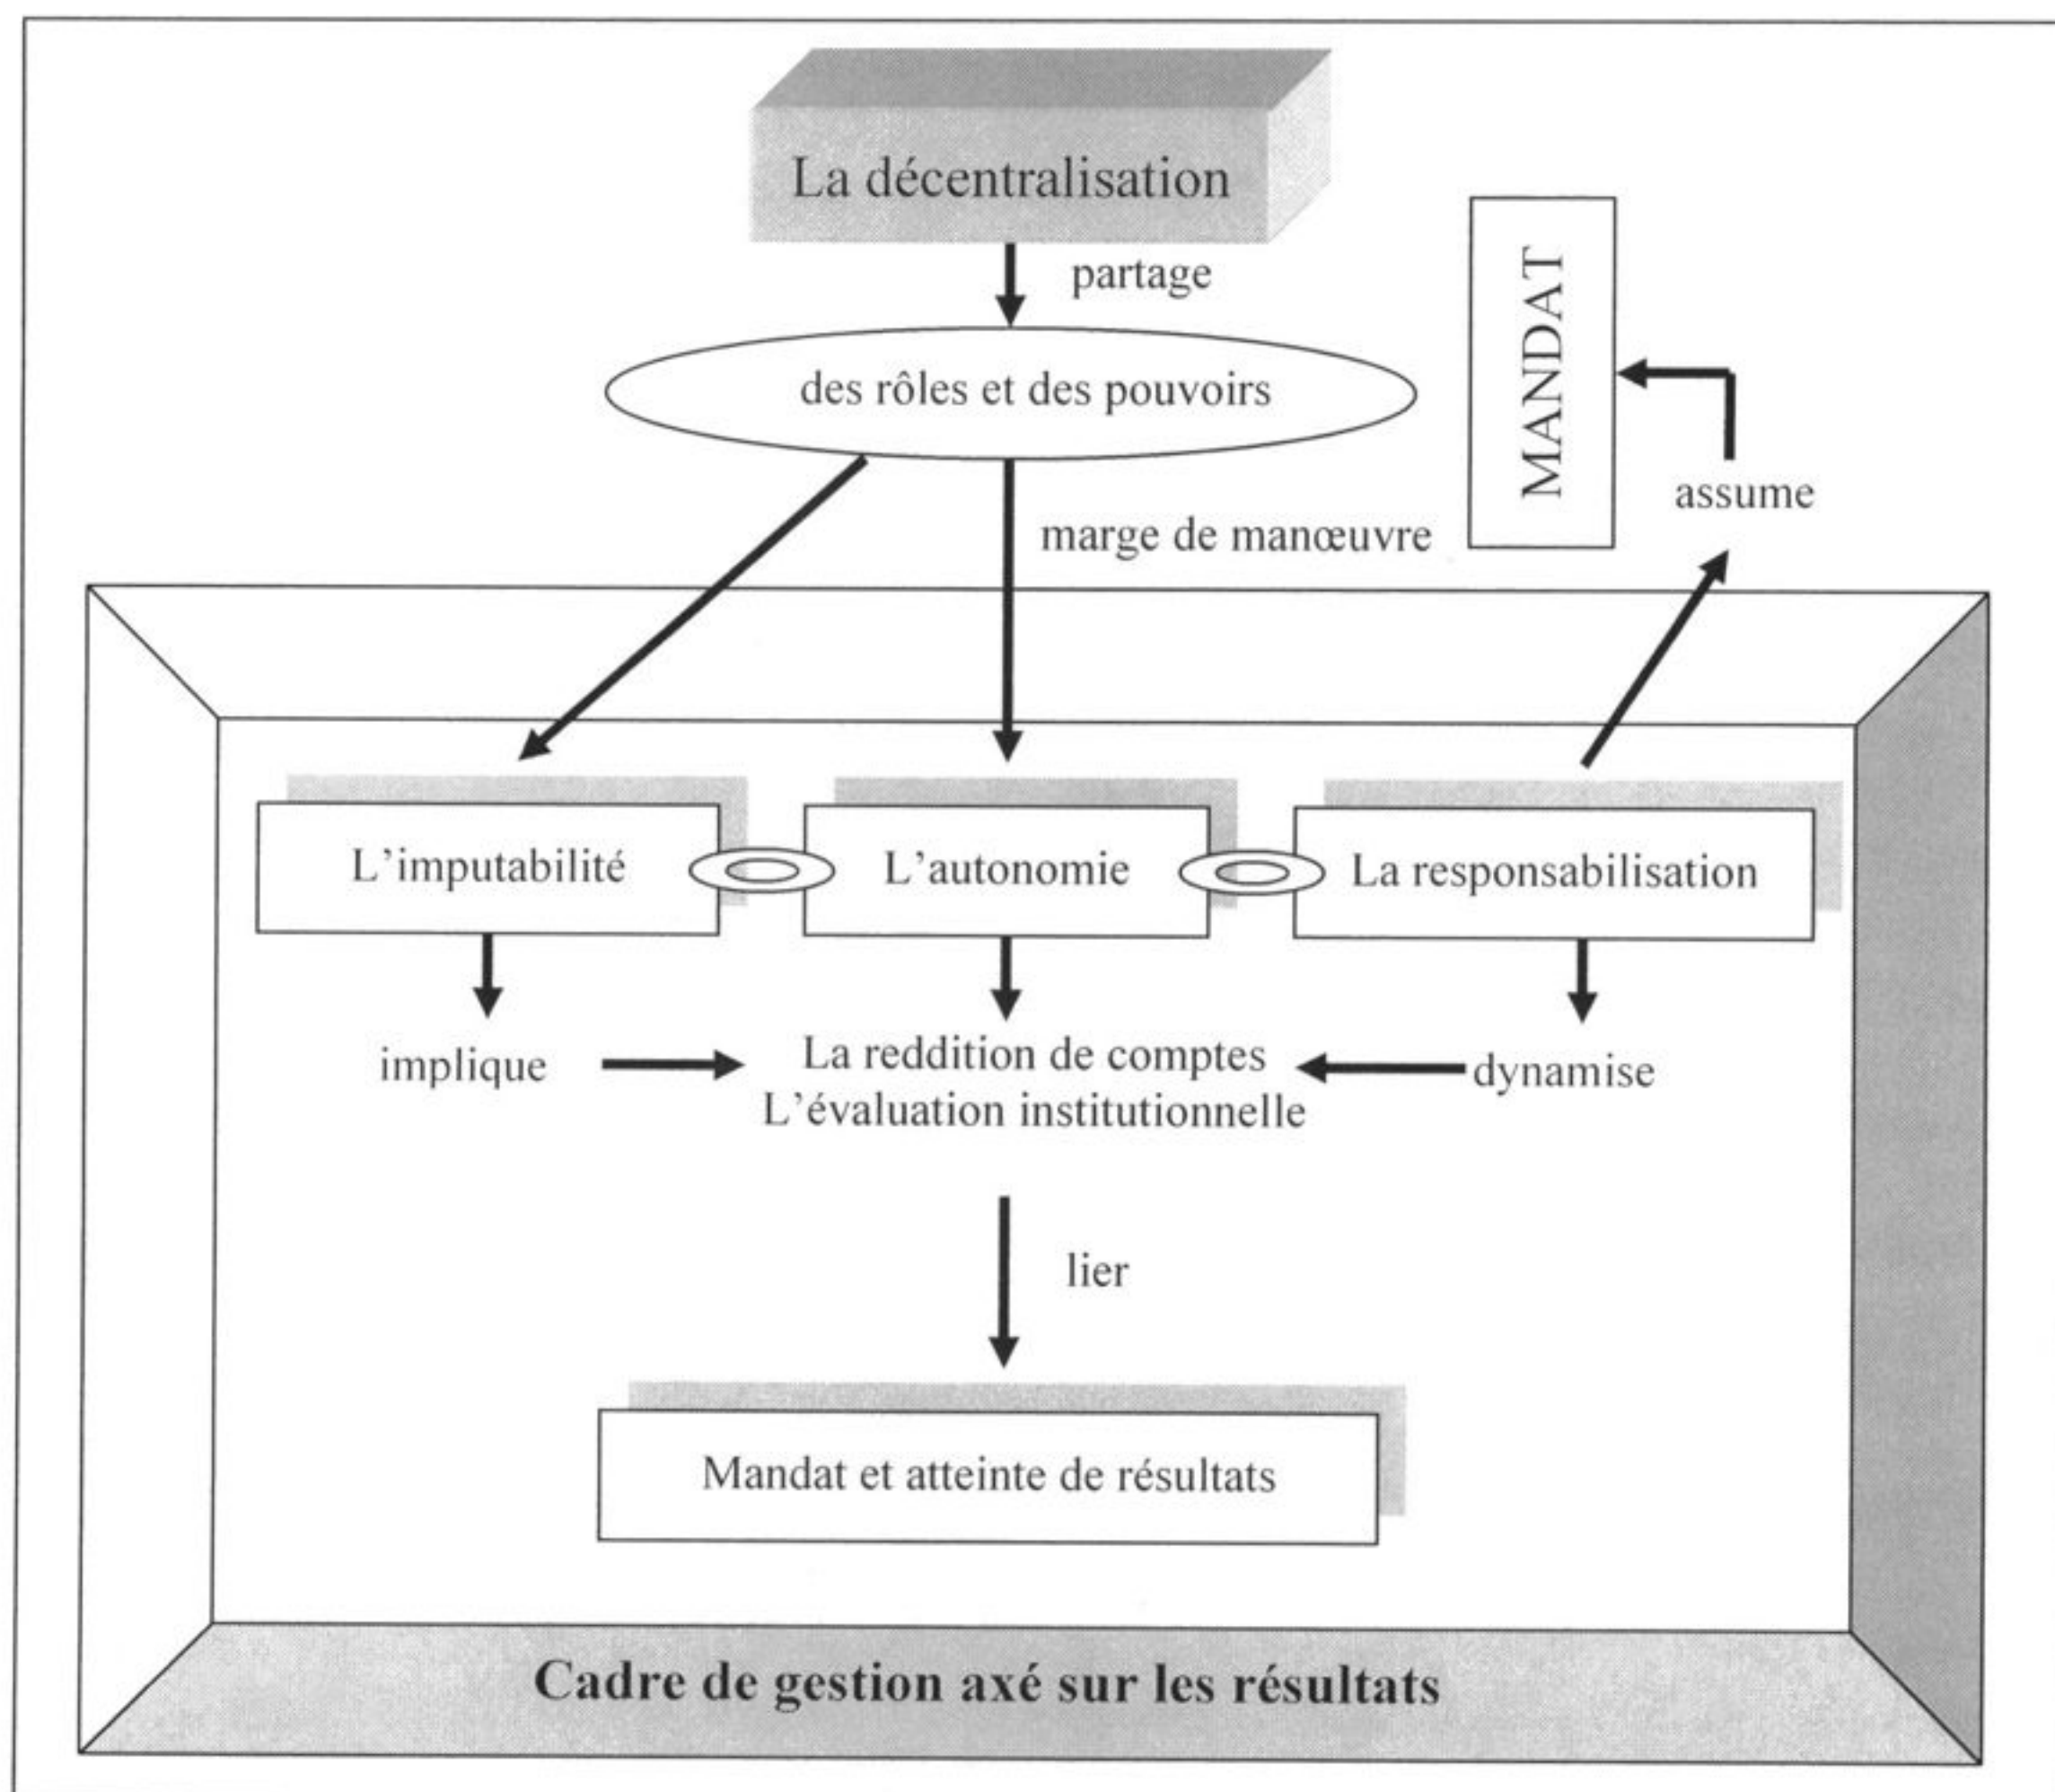 La décentralisation
partage
des rôles et des pouvoirs
MANDAT
assume
marge de manœuvre
L'imputabilité
L'autonomie
La responsabilisation
implique
La reddition de comptes
L'évaluation institutionnelle
dynamise
lier
Mandat et atteinte de résultats
Cadre de gestion axé sur les résultats